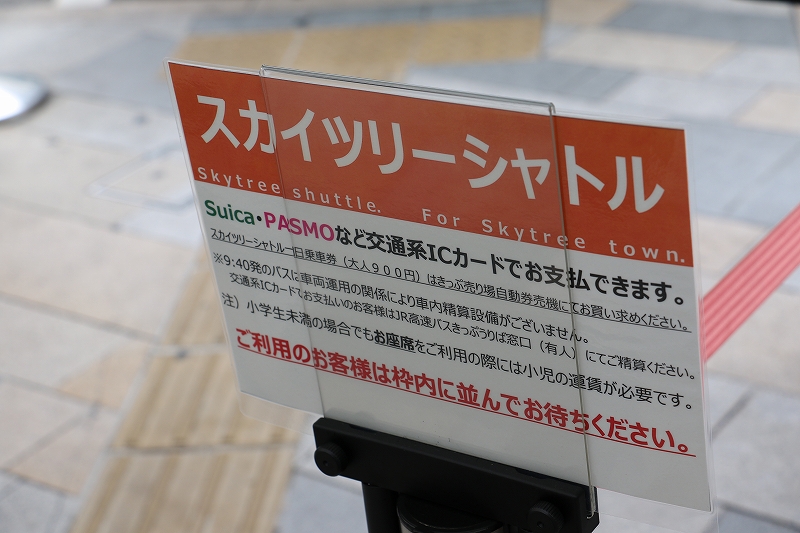 スカイツリーシャトル
Skytree shuttle. For Skytree town.
Suica・PASMOなど交通系ICカードでお支払できます。
スカイツリーシャトル一日乗車券（大人９００円）はきっぷ売り場自動券売機にてお買い求めください。
※9:40発のバスは車両運用の関係により車内精算設備がございません。
交通系ICカードでお支払いのお客様はJR高速バスきっぷうりば窓口（有人）にてご精算ください。
注）小学生未満の場合でもお座席をご利用の際には小児の運賃が必要です。
ご利用のお客様は枠内に並んでお待ちください。